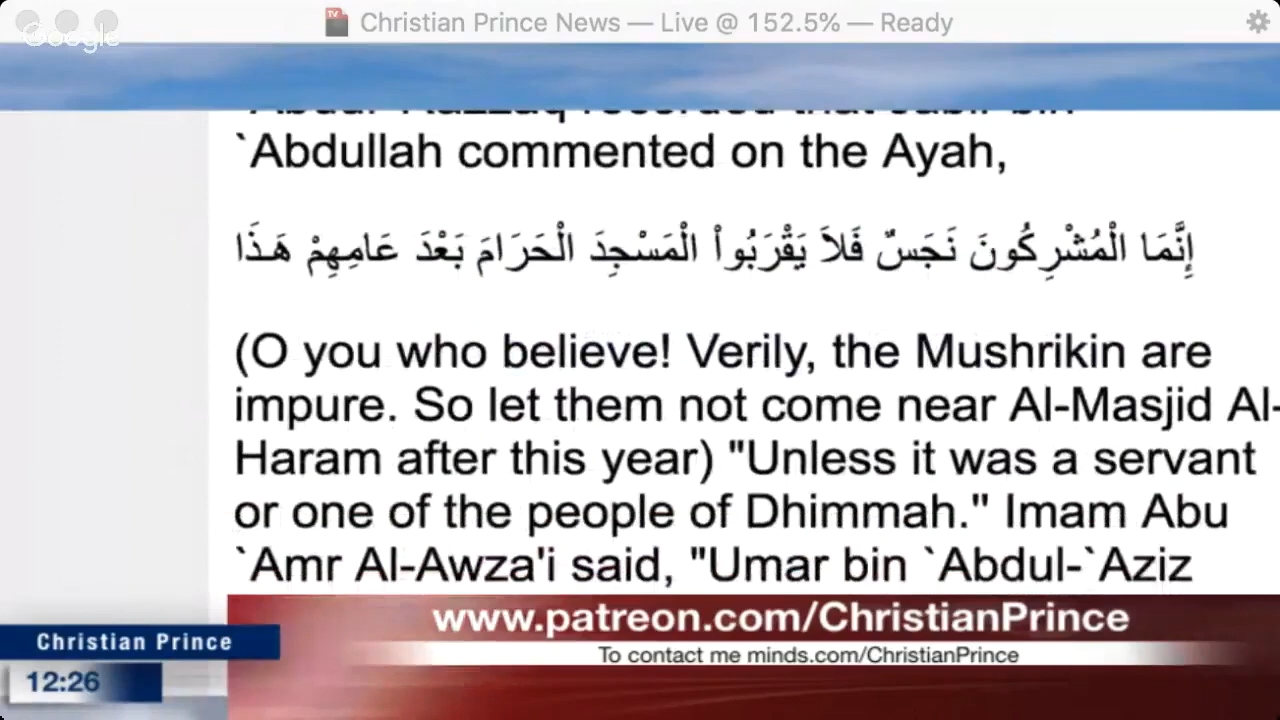 Christian Prince News — Live @ 152.5% — Ready
Google
`Abdullah commented on the Ayah,
إِنَّمَا الْمُشْرِكُونَ نَجَسٌ فَلاَ يَقْرَبُواْ الْمَسْجِدَ الْحَرَامَ بَعْدَ عَامِهِمْ هَـذَا
(O you who believe! Verily, the Mushrikin are
impure. So let them not come near Al-Masjid Al-
Haram after this year) "Unless it was a servant
or one of the people of Dhimmah." Imam Abu
`Amr Al-Awza'i said, "Umar bin `Abdul-`Aziz
www.patreon.com/ChristianPrince
To contact me minds.com/ChristianPrince
Christian Prince
12:26